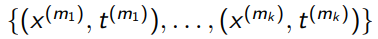 {(x^{(m_1)}, t^{(m_1)}), . . . , (x^{(m_k)}, t^{(m_k)})}